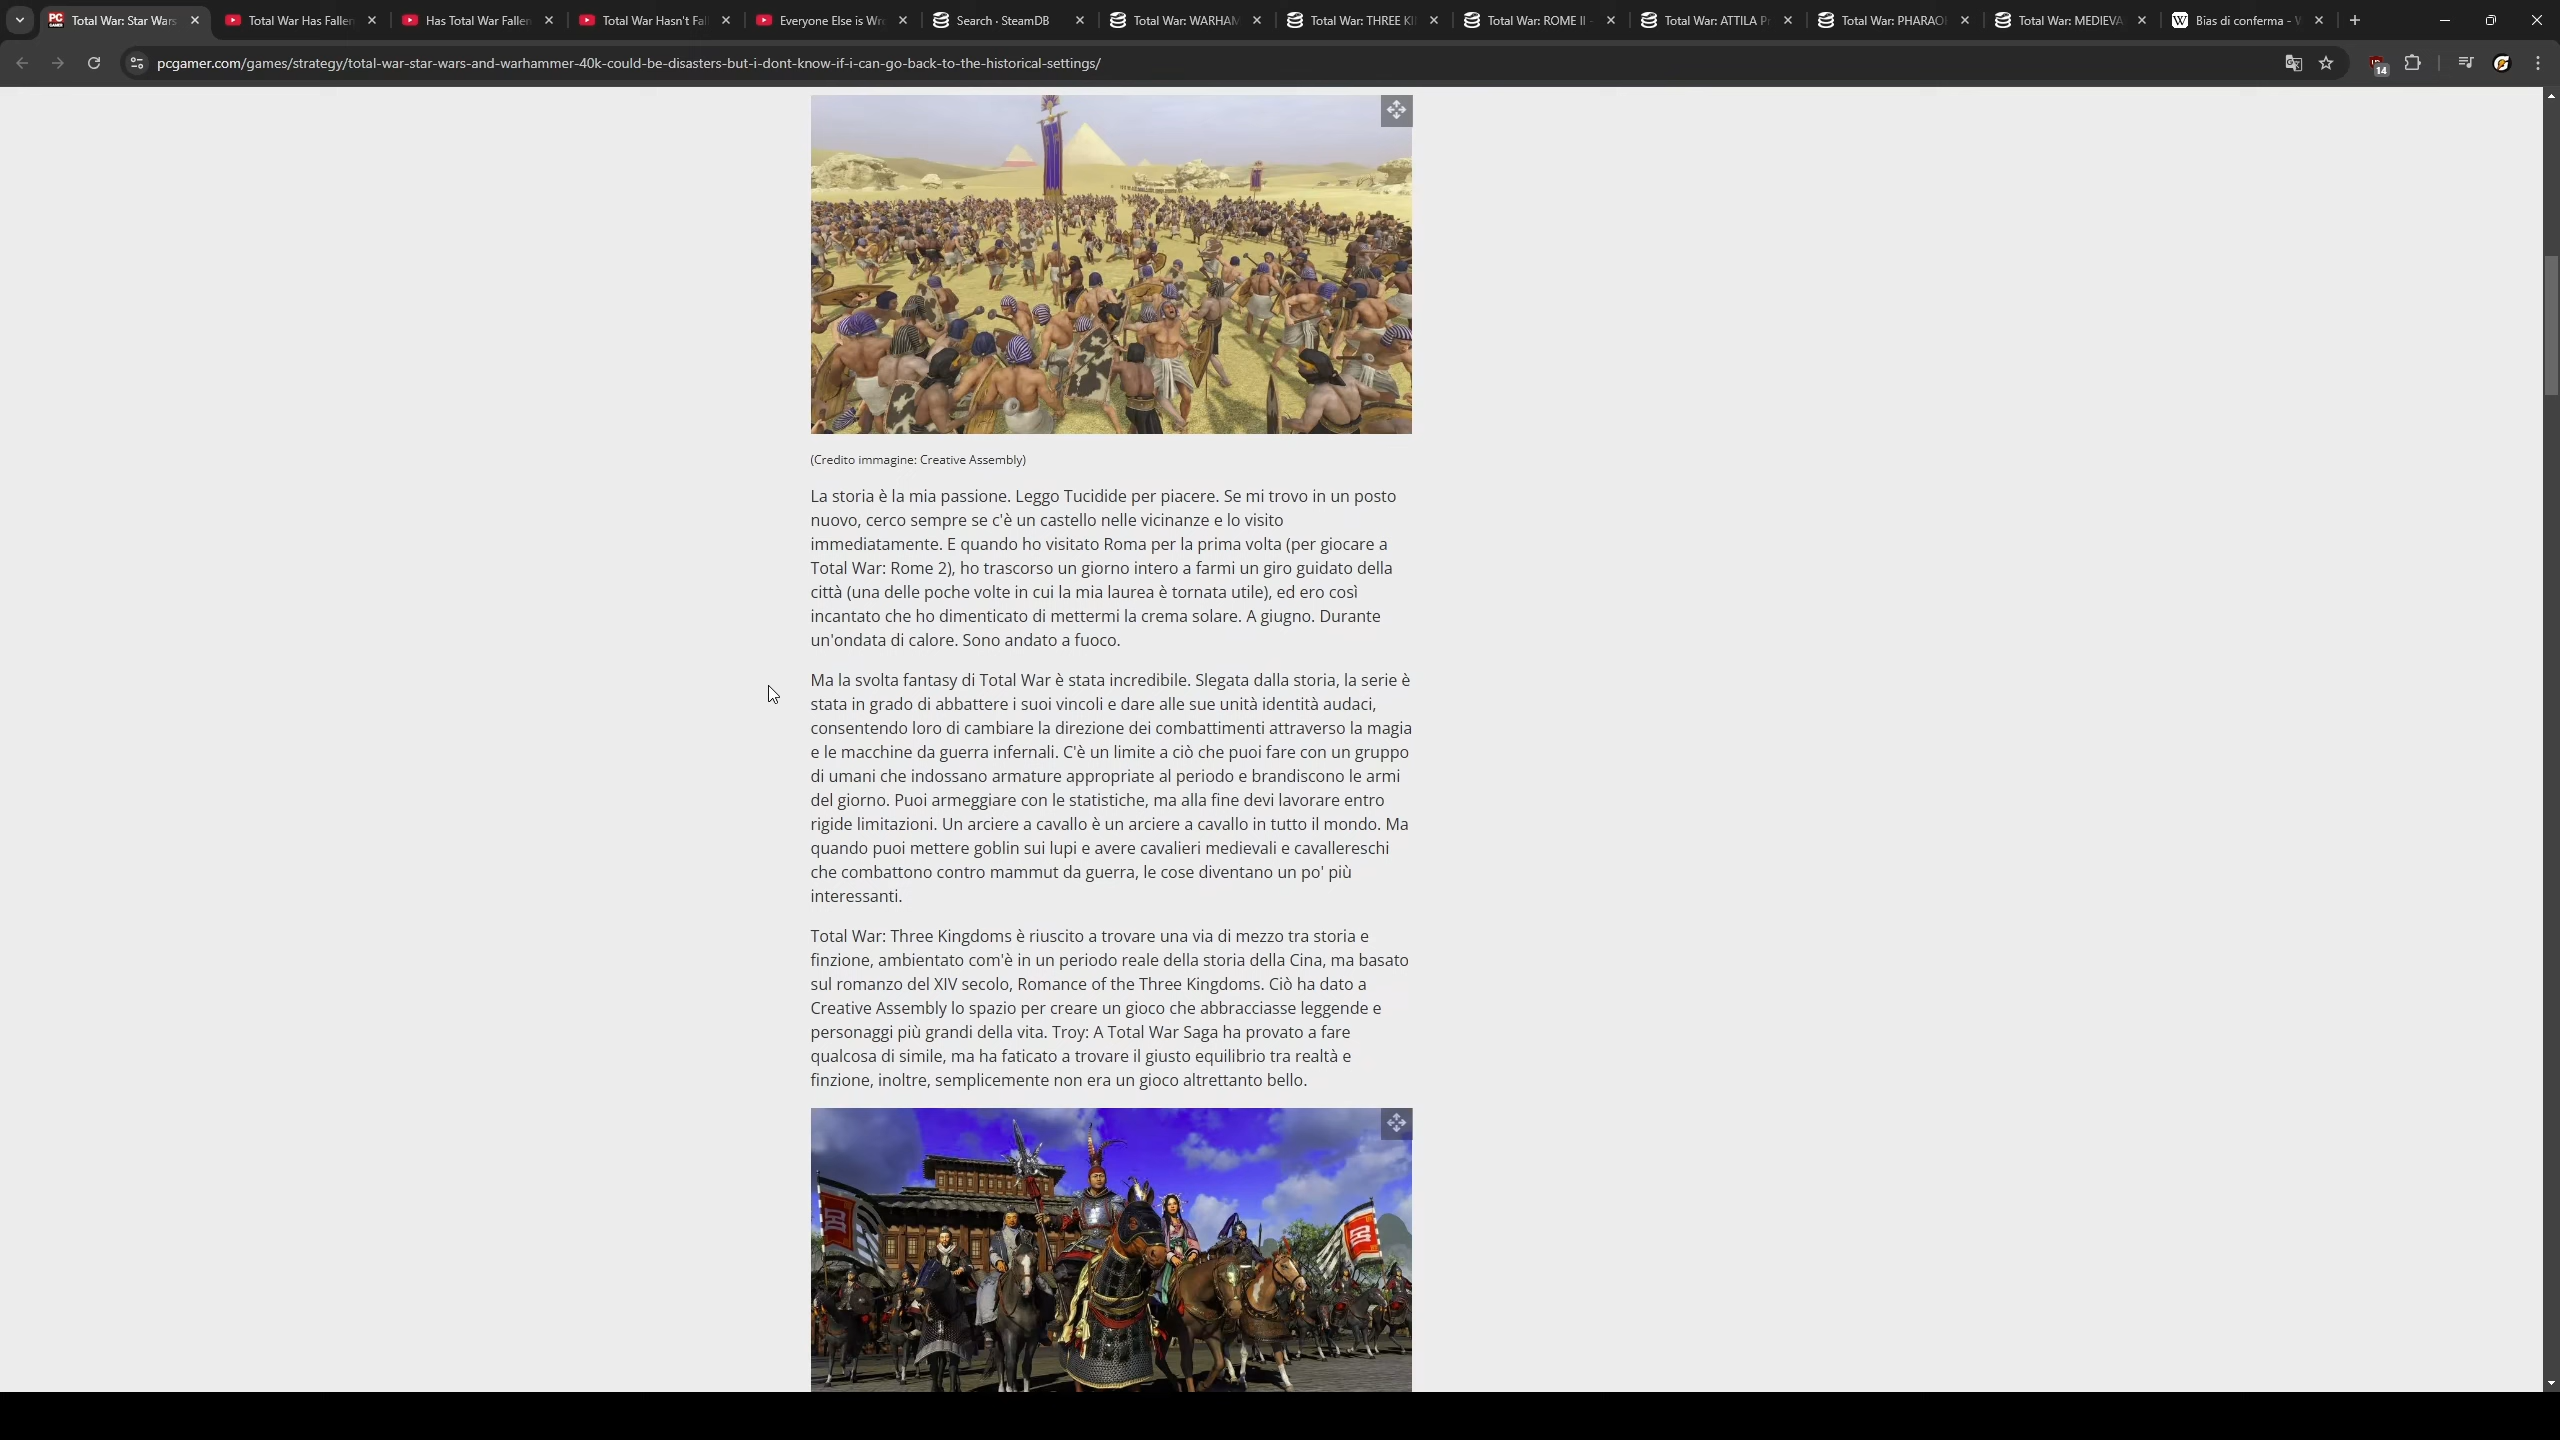 Total War: Star Wars
Total War Has Fallen
Has Total War Fallen
Total War Hasn't Fal
Everyone Else is Wr
Search · SteamDB
Total War: WARHAM
Total War: THREE KI
Total War: ROME II -
Total War: ATTILA P
Total War: PHARAO
Total War: MEDIEVA
Bias di conferma - W
pcgamer.com/games/strategy/total-war-star-wars-and-warhammer-40k-could-be-disasters-but-i-dont-know-if-i-can-go-back-to-the-historical-settings/
14
(Credito immagine: Creative Assembly)
La storia è la mia passione. Leggo Tucidide per piacere. Se mi trovo in un posto
nuovo, cerco sempre se c'è un castello nelle vicinanze e lo visito
immediatamente. E quando ho visitato Roma per la prima volta (per giocare a
Total War: Rome 2), ho trascorso un giorno intero a farmi un giro guidato della
città (una delle poche volte in cui la mia laurea è tornata utile), ed ero così
incantato che ho dimenticato di mettermi la crema solare. A giugno. Durante
un'ondata di calore. Sono andato a fuoco.
Ma la svolta fantasy di Total War è stata incredibile. Slegata dalla storia, la serie è
stata in grado di abbattere i suoi vincoli e dare alle sue unità identità audaci,
consentendo loro di cambiare la direzione dei combattimenti attraverso la magia
e le macchine da guerra infernali. C'è un limite a ciò che puoi fare con un gruppo
di umani che indossano armature appropriate al periodo e brandiscono le armi
del giorno. Puoi armeggiare con le statistiche, ma alla fine devi lavorare entro
rigide limitazioni. Un arciere a cavallo è un arciere a cavallo in tutto il mondo. Ma
quando puoi mettere goblin sui lupi e avere cavalieri medievali e cavallereschi
che combattono contro mammut da guerra, le cose diventano un po' più
interessanti.
Total War: Three Kingdoms è riuscito a trovare una via di mezzo tra storia e
finzione, ambientato com'è in un periodo reale della storia della Cina, ma basato
sul romanzo del XIV secolo, Romance of the Three Kingdoms. Ciò ha dato a
Creative Assembly lo spazio per creare un gioco che abbracciasse leggende e
personaggi più grandi della vita. Troy: A Total War Saga ha provato a fare
qualcosa di simile, ma ha faticato a trovare il giusto equilibrio tra realtà e
finzione, inoltre, semplicemente non era un gioco altrettanto bello.